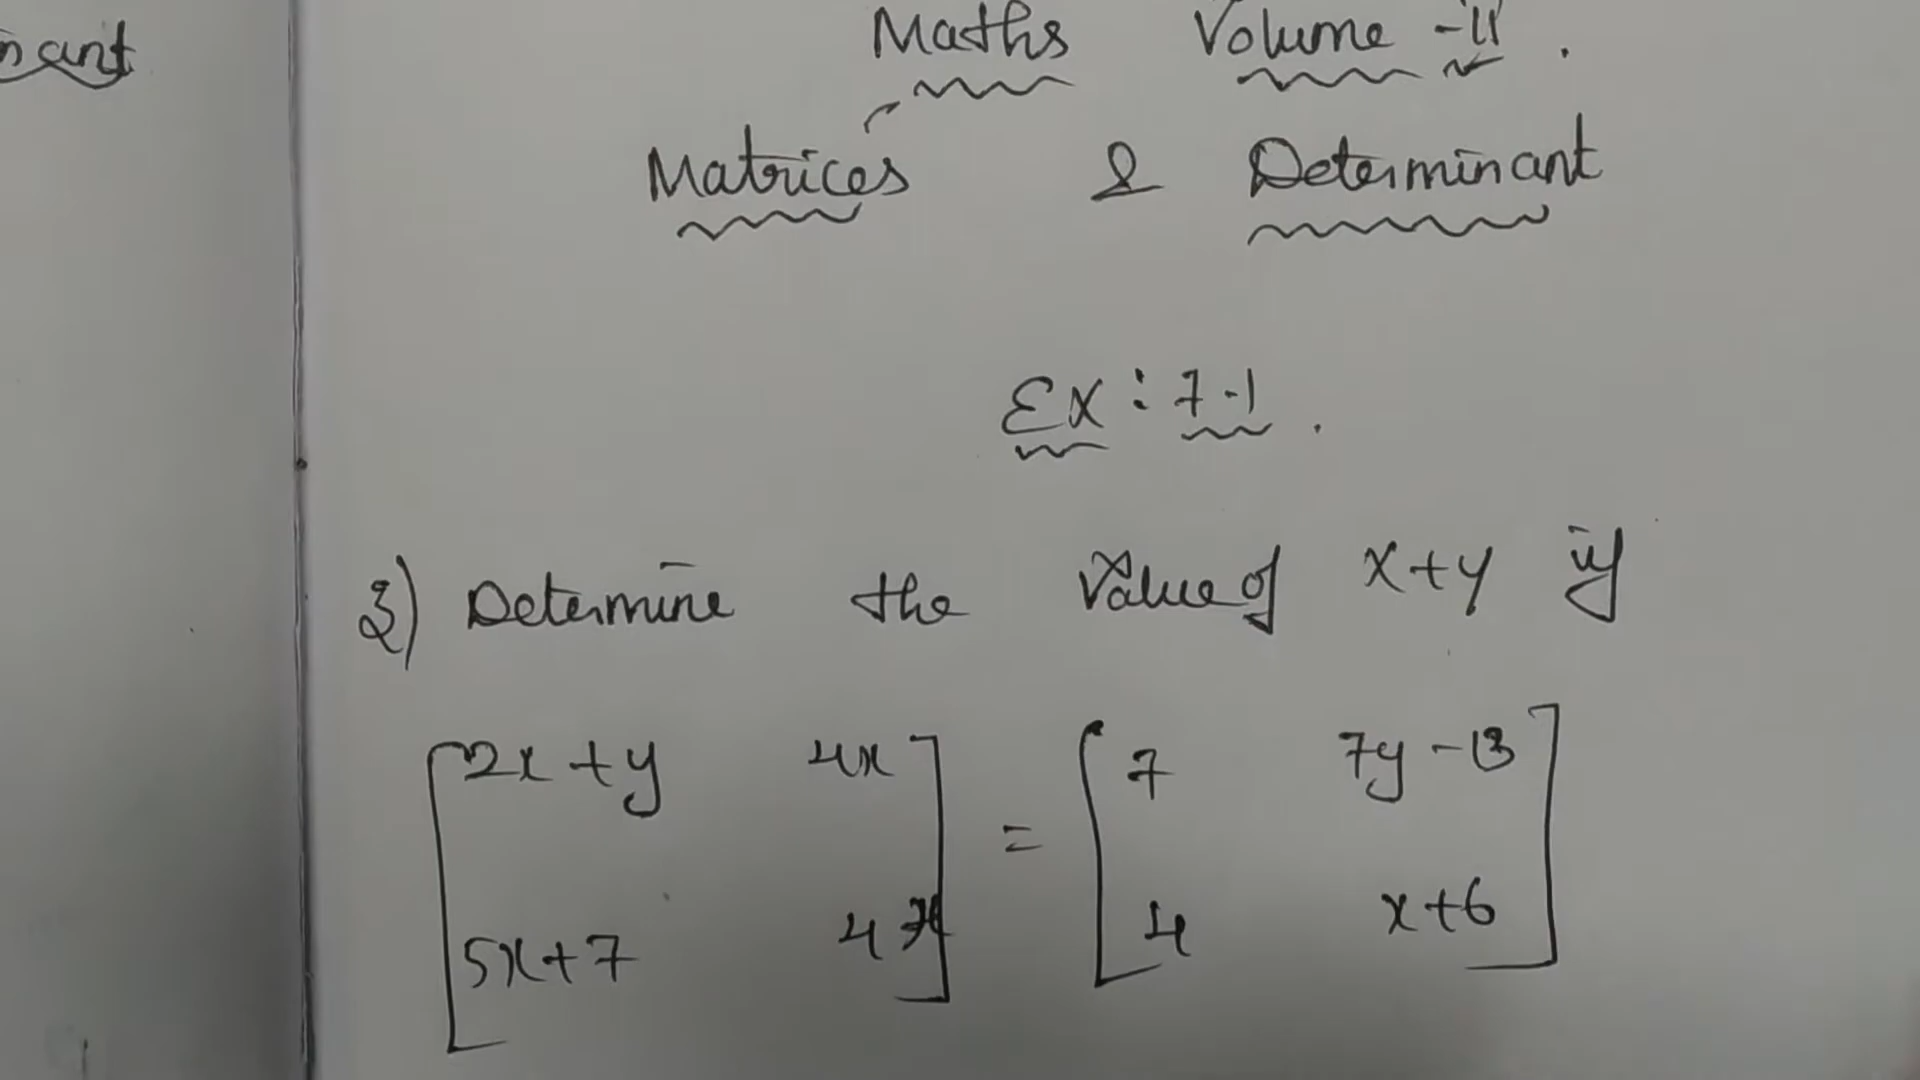 nant
Maths Volume -II.
Matrices & Determinant
Ex: 7.1.
3) Determine the Value of x+y if
[2x+y 4x] = [7 7y-13]
[5x+7 4x] [4 x+6]